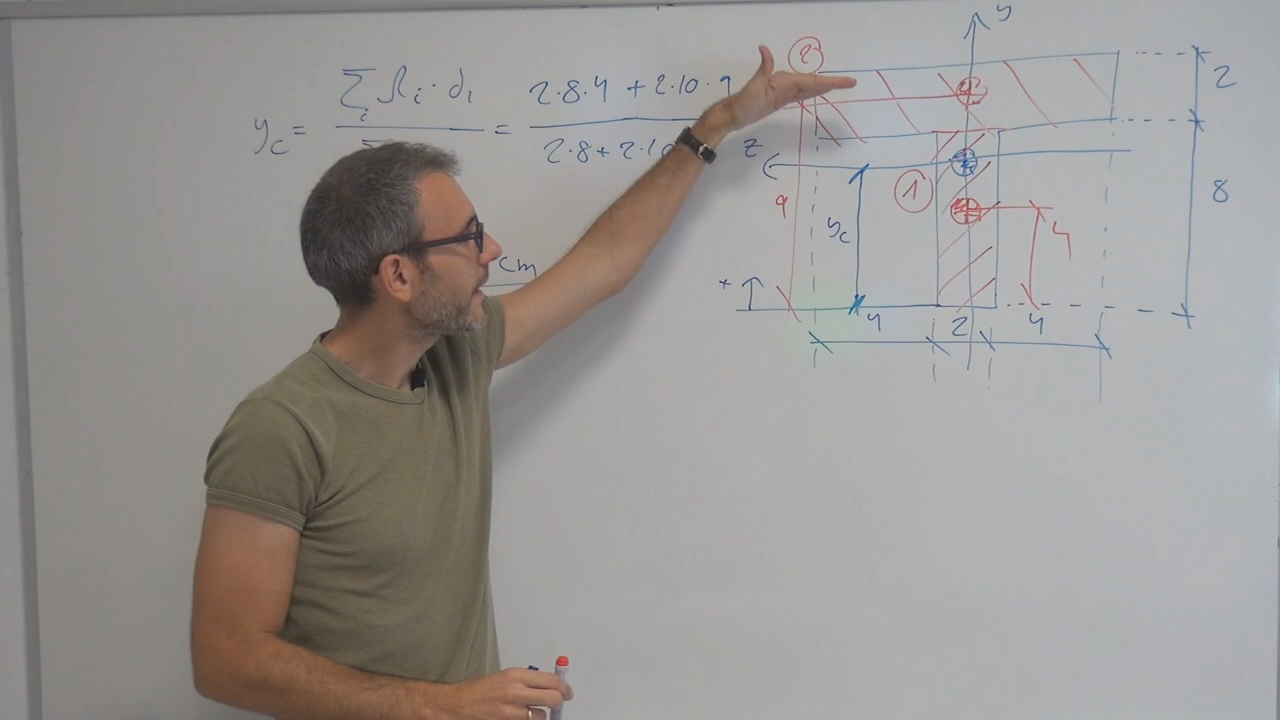 y_c = Σ_i Ω_i · d_i / Σ = 2·8·4 + 2·10·9 / 2·8 + 2·10
cm
y
②
2
z
①
8
9
y_c
4
+
4
2
4